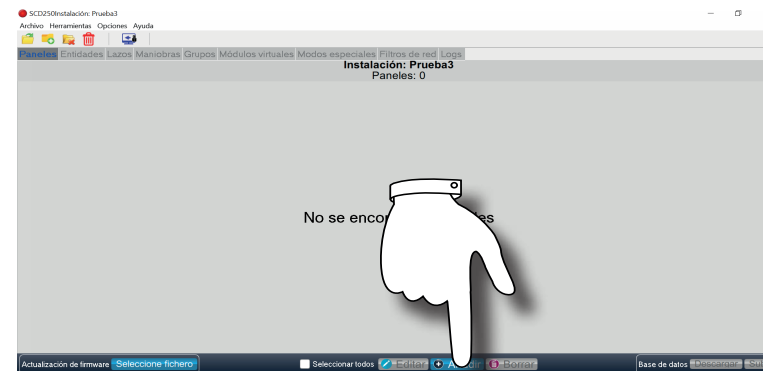 SCD250Instalación: Prueba3
Archivo Herramientas Opciones Ayuda
Paneles Entidades Lazos Maniobras Grupos Módulos virtuales Modos especiales Filtros de red Logs
Instalación: Prueba3
Paneles: 0
No se
Actualización de firmware Seleccione fichero Seleccionar todos Editar Borrar Base de datos Descargar